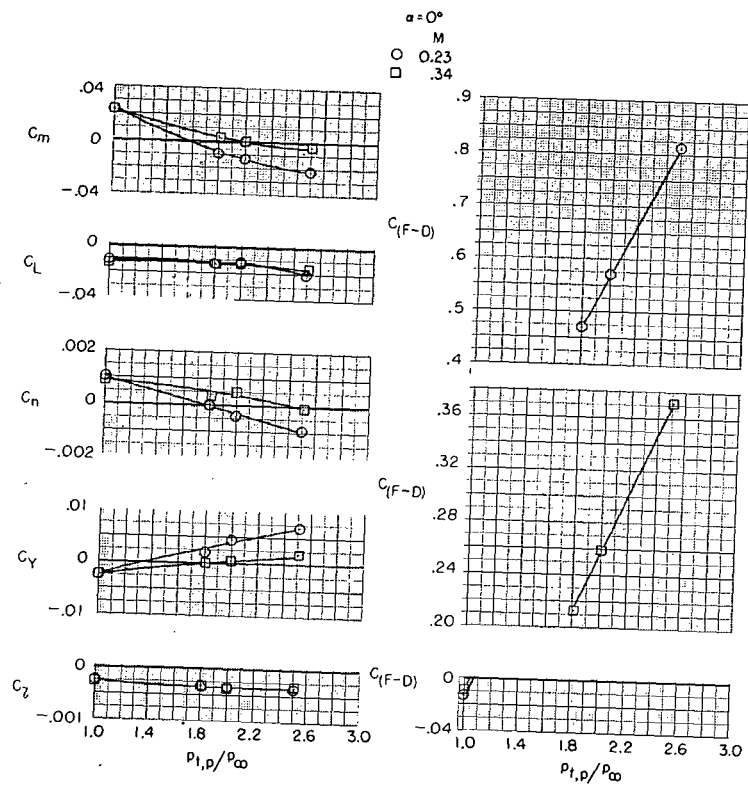 α = 0°
M
0.23
.34
.04
C_m
0
-.04
0
C_L
-.04
.002
C_n
0
-.002
.01
C_Y
0
-.01
0
C_l
-.001
1.0 1.4 1.8 2.2 2.6 3.0
p_t,p/p_∞
.9
.8
.7
C_(F-D)
.6
.5
.4
.36
.32
C_(F-D)
.28
.24
.20
C_(F-D)
0
-.04
1.0 1.4 1.8 2.2 2.6 3.0
p_t,p/p_∞